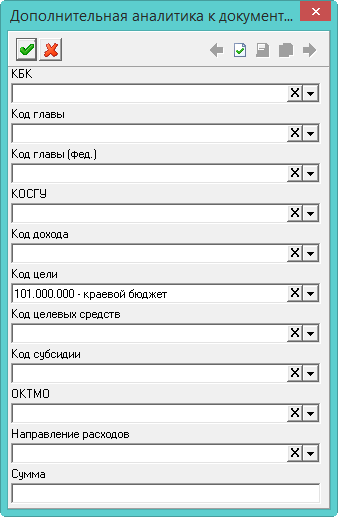 Дополнительная аналитика к документ...
КБК
Код главы
Код главы (фед.)
КОСГУ
Код дохода
Код цели
101.000.000 - краевой бюджет
Код целевых средств
Код субсидии
ОКТМО
Направление расходов
Сумма